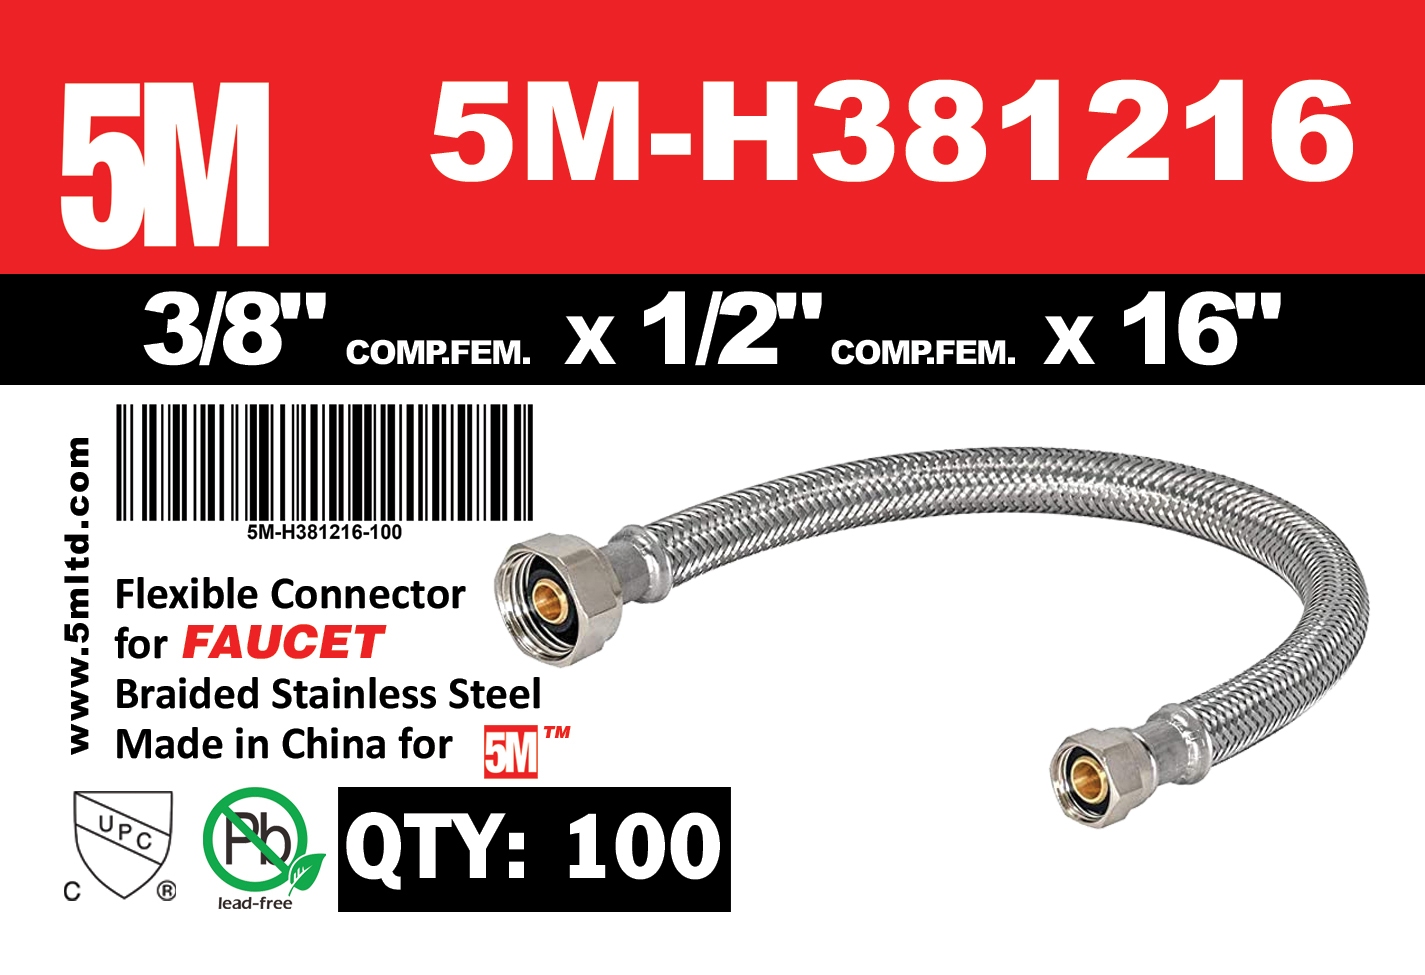 5M
5M-H381216
3/8" COMP.FEM. x 1/2" COMP.FEM. x 16"
www.5mltd.com
5M-H381216-100
Flexible Connector
for FAUCET
Braided Stainless Steel
Made in China for 5M™
UPC
C ®
Pb
lead-free
QTY: 100